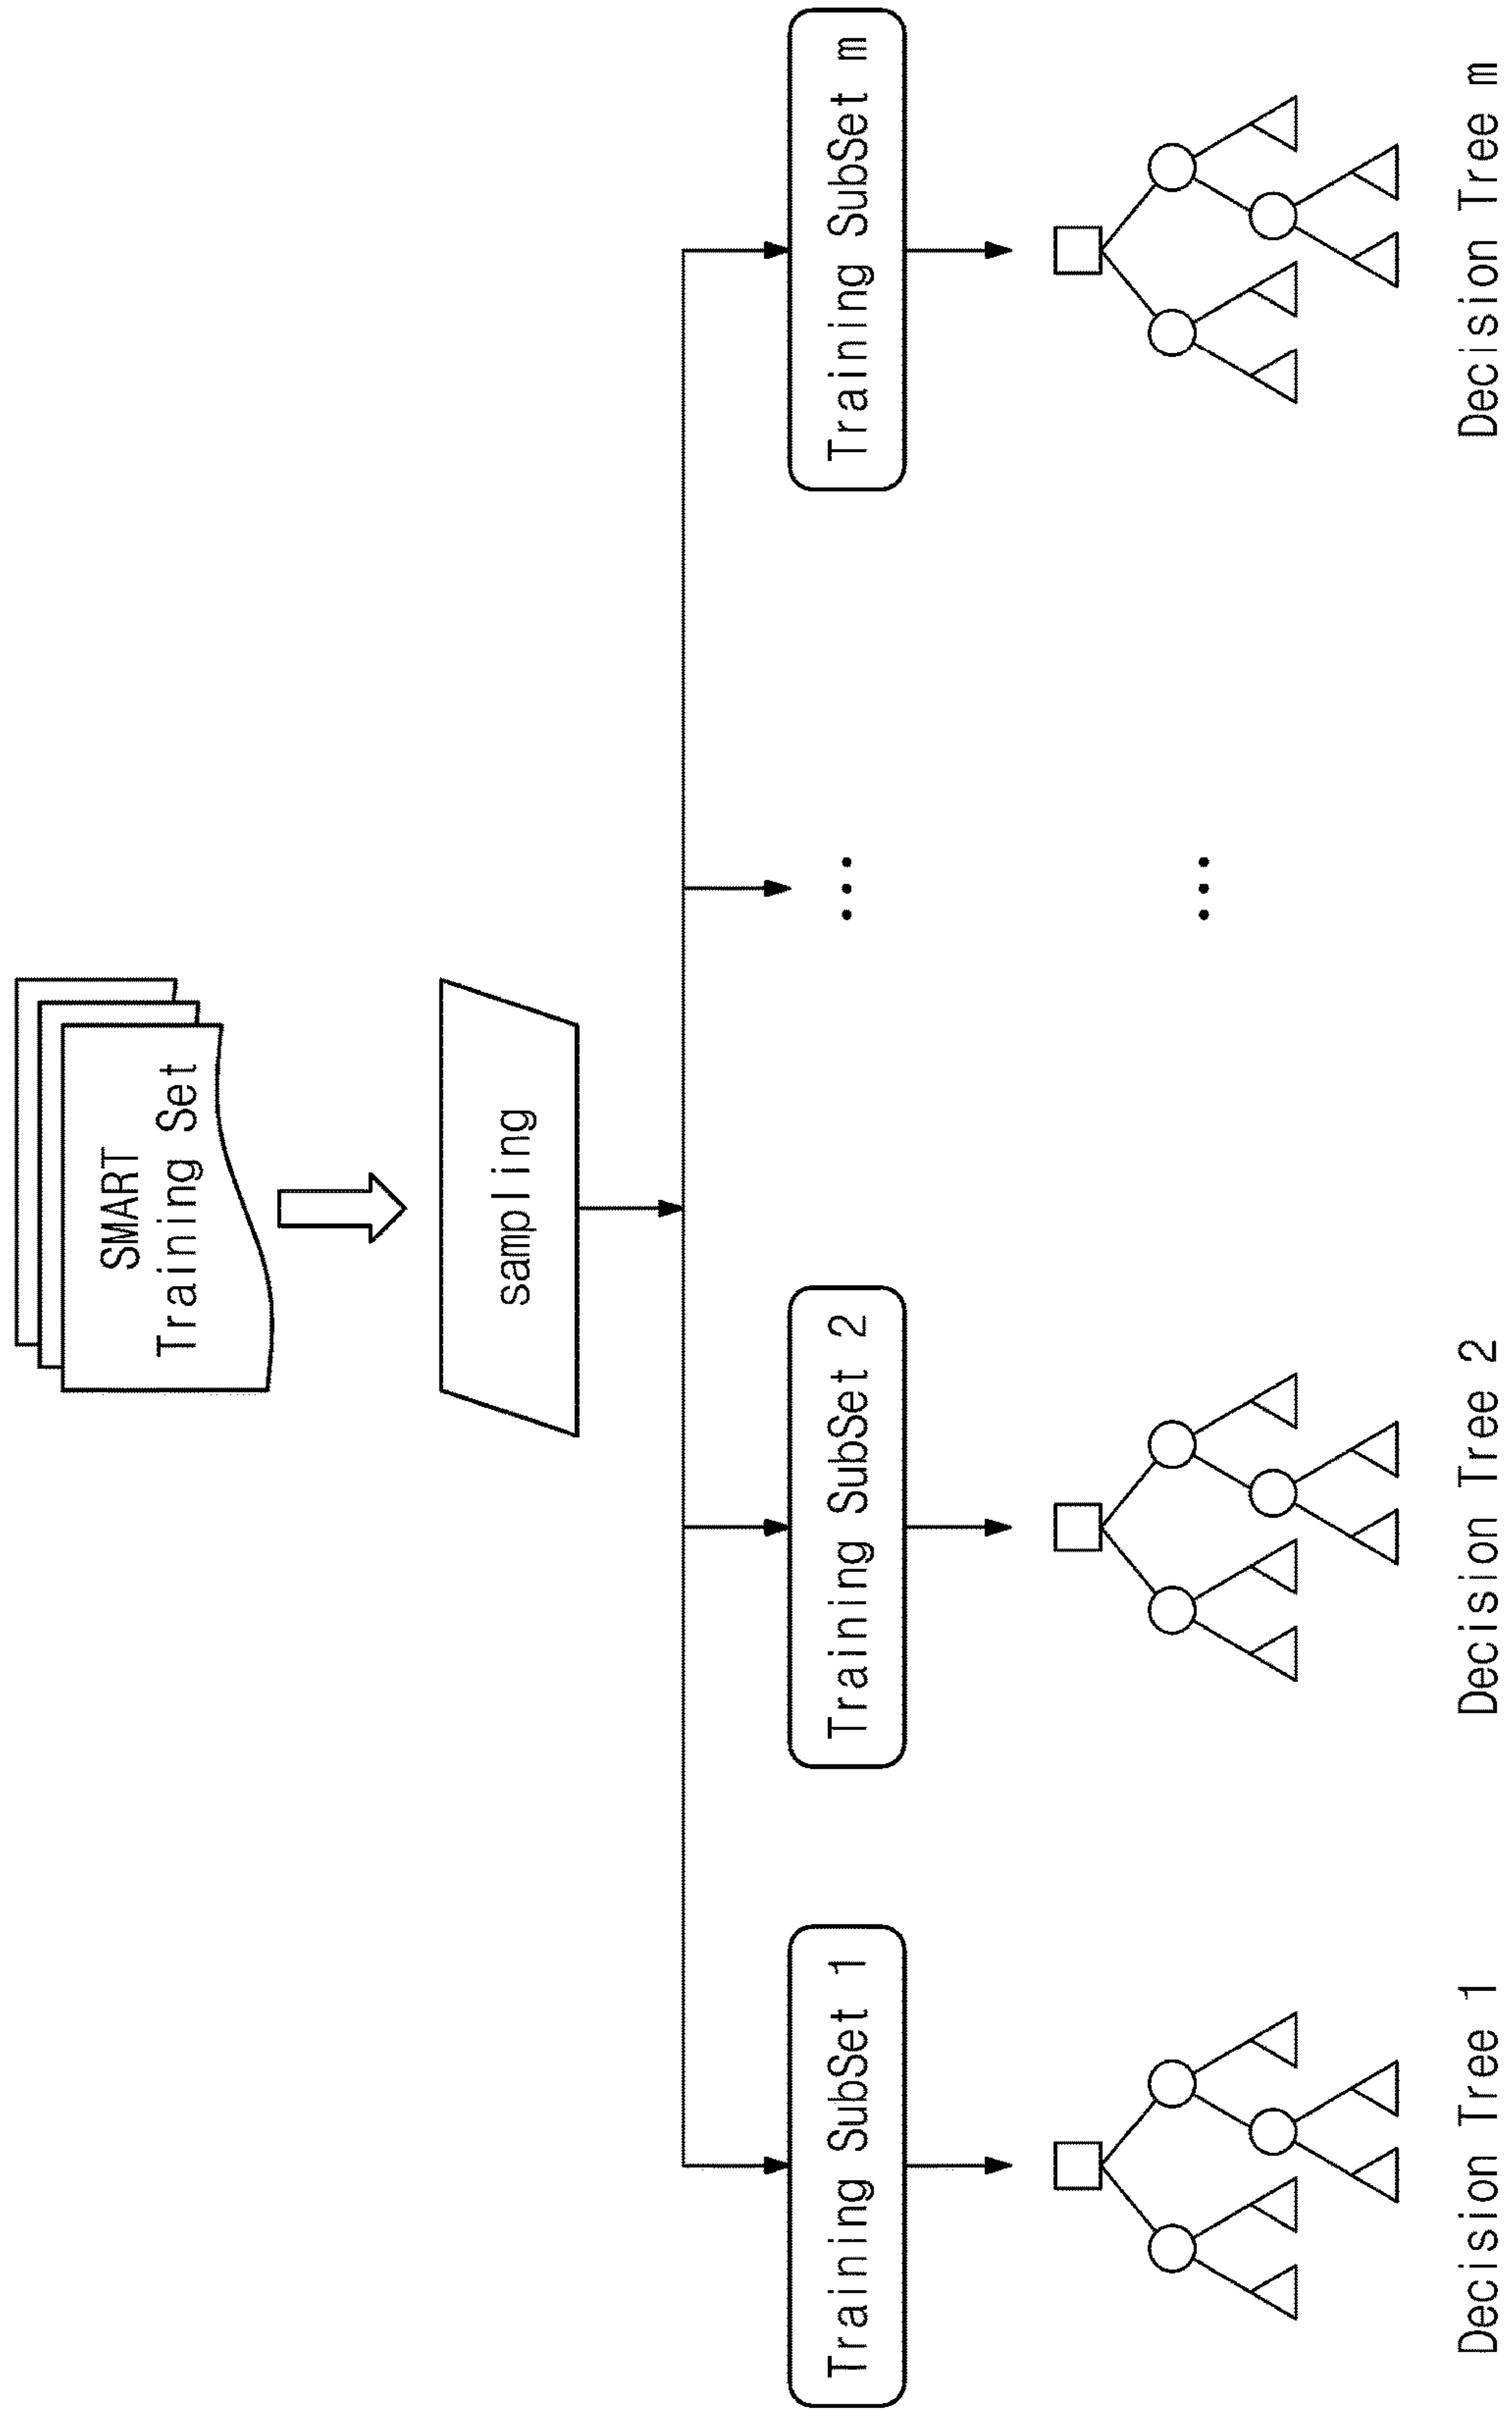 SMART
Training Set
sampling
Training SubSet 1
Training SubSet 2
...
Training SubSet m
...
Decision Tree 1
Decision Tree 2
Decision Tree m